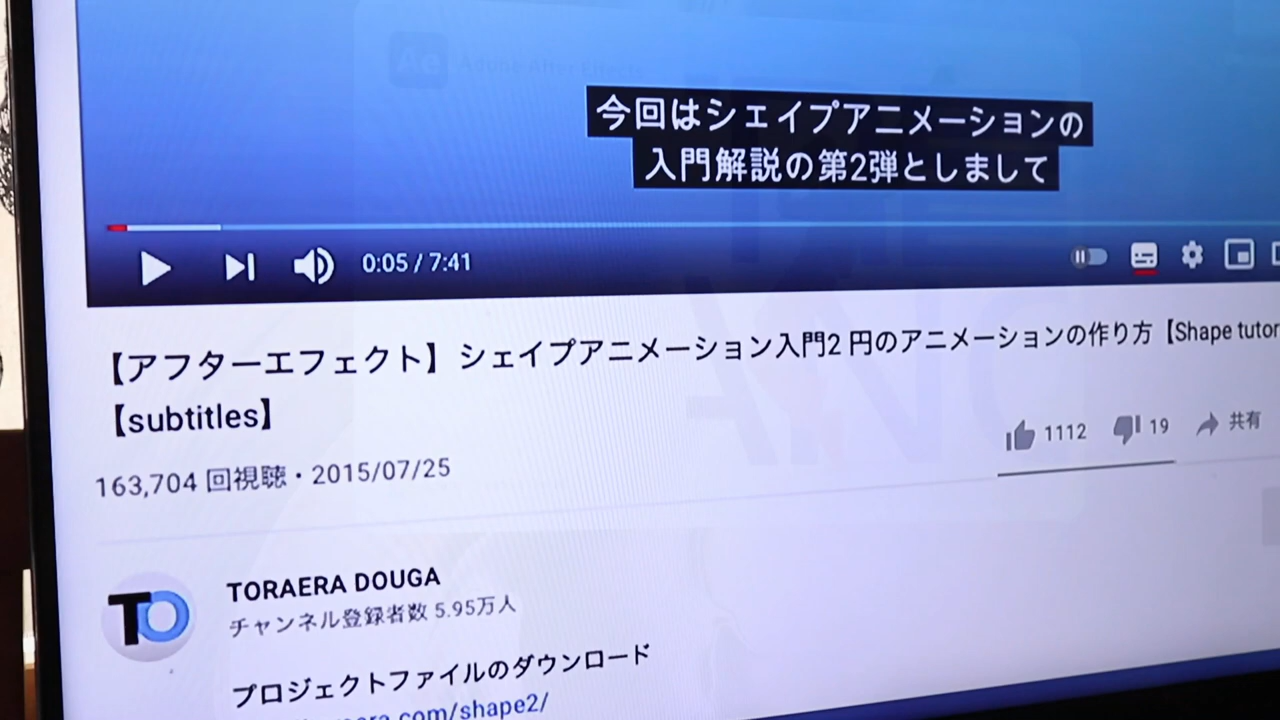 Ae Adobe After Effects
今回はシェイプアニメーションの
入門解説の第2弾としまして
0:05 / 7:41
【アフターエフェクト】シェイプアニメーション入門2 円のアニメーションの作り方【Shape tutor
【subtitles】
1112 19 共有
163,704 回視聴・2015/07/25
TO
TORAERA DOUGA
チャンネル登録者数 5.95万人
プロジェクトファイルのダウンロード
.com/shape2/